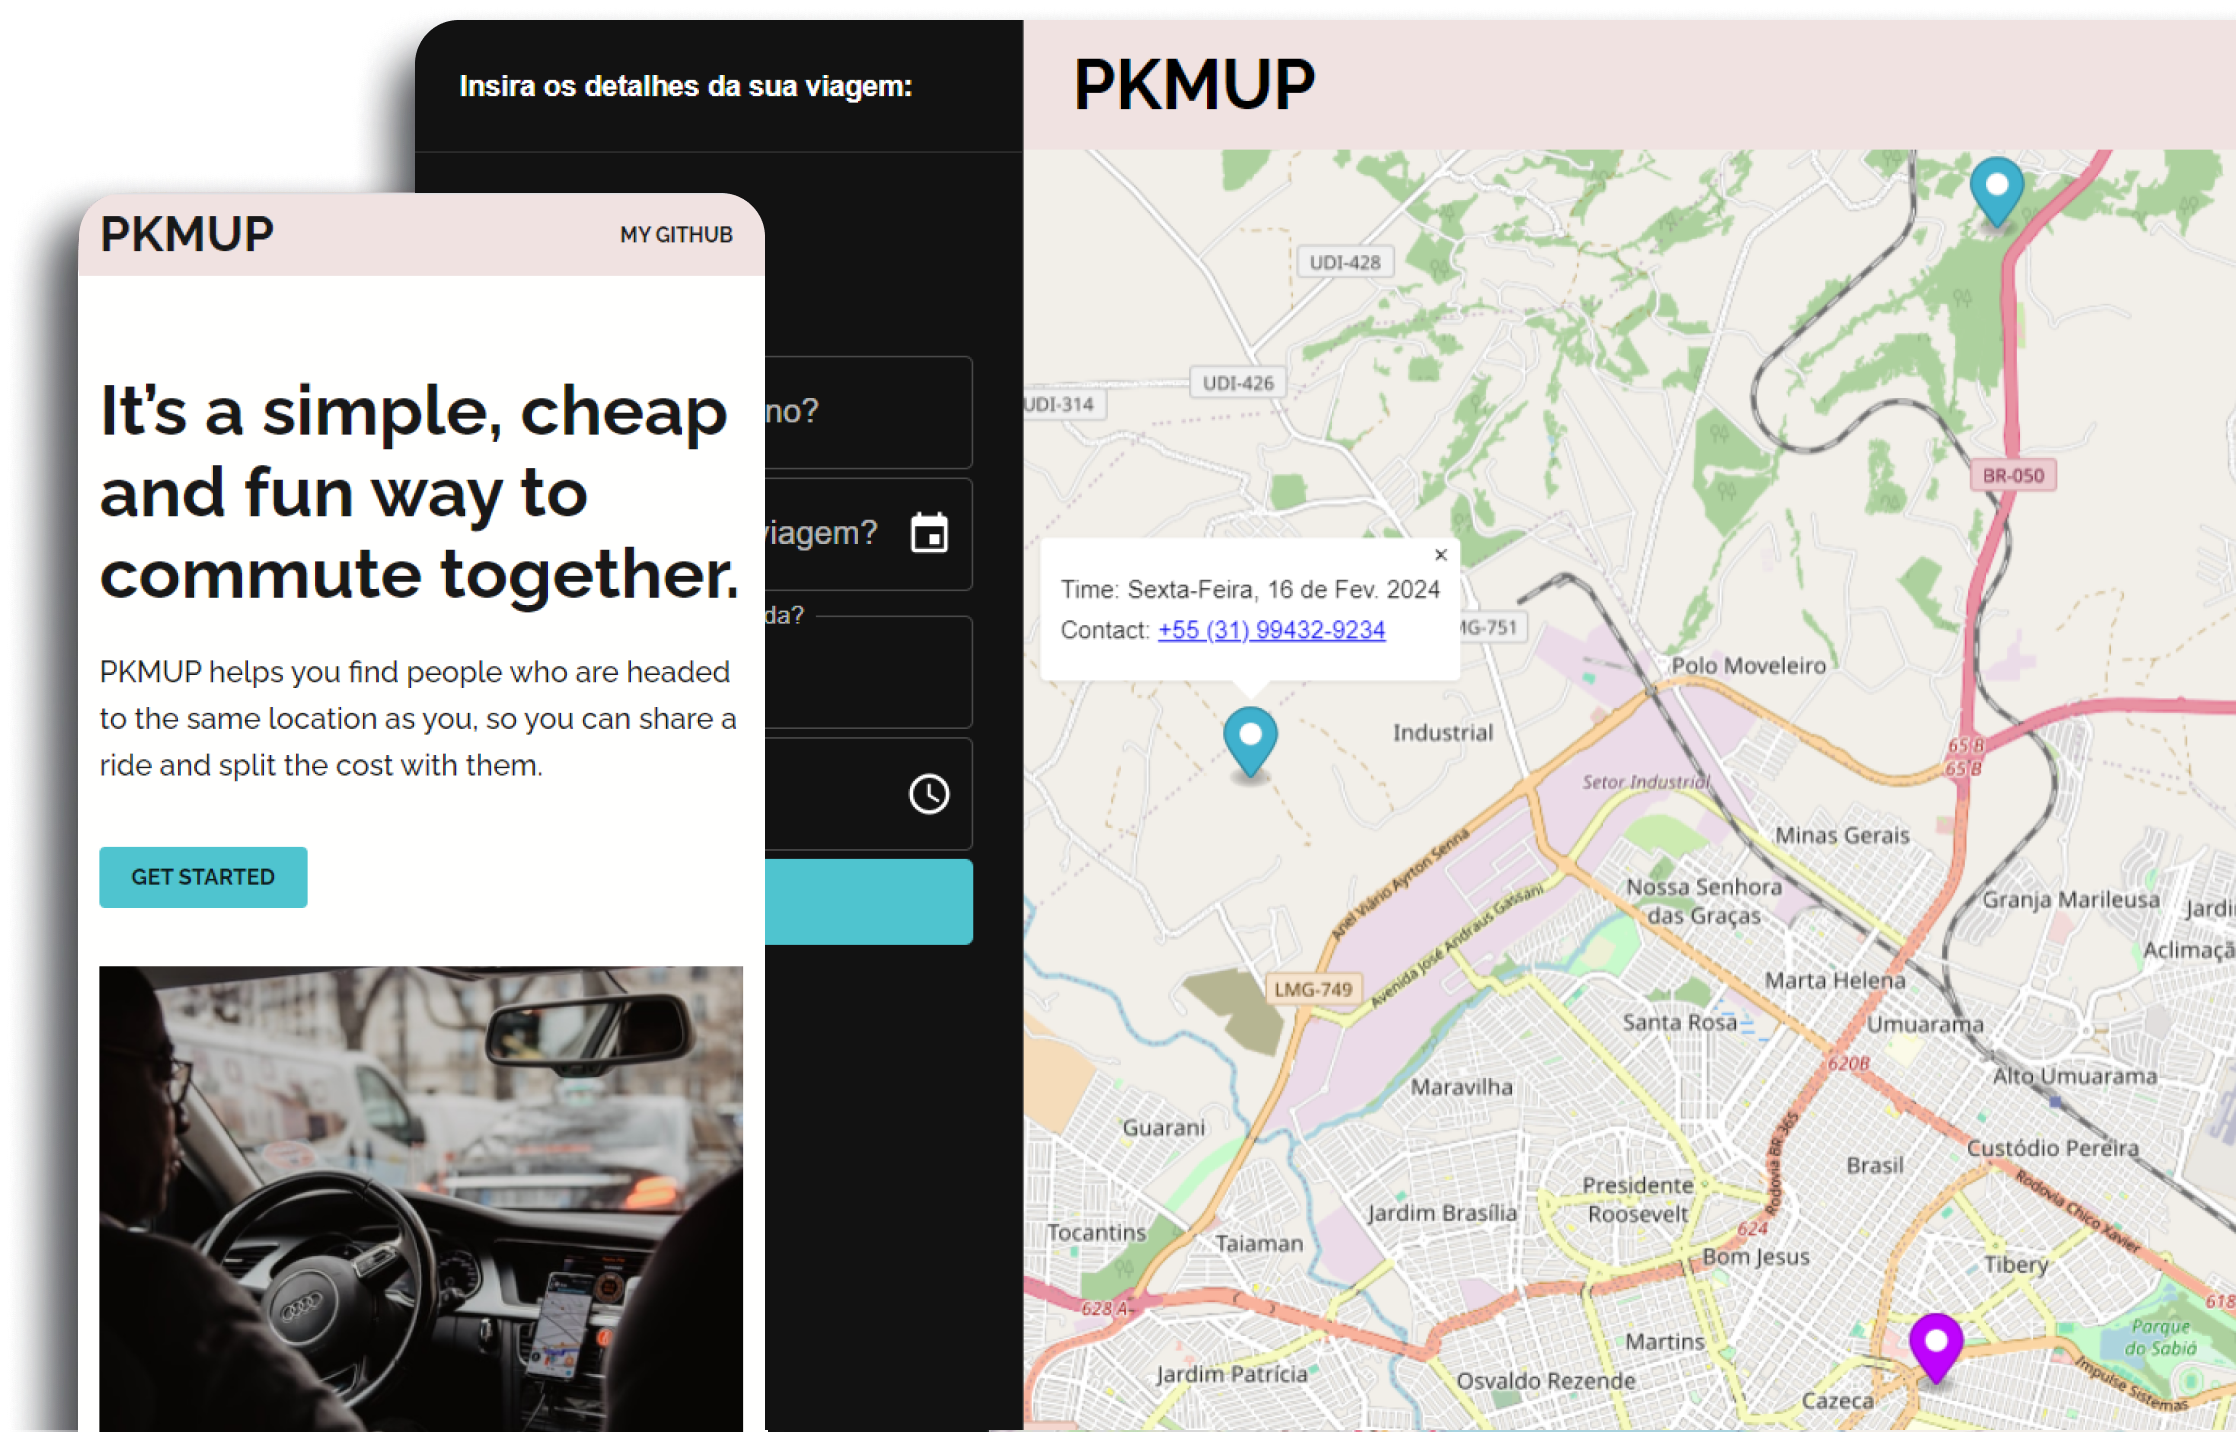 Insira os detalhes da sua viagem:
no?
viagem?
da?
PKMUP
MY GITHUB
It's a simple, cheap
and fun way to
commute together.
PKMUP helps you find people who are headed
to the same location as you, so you can share a
ride and split the cost with them.
GET STARTED
PKMUP
UDI-428
UDI-426
UDI-314
BR-050
Time: Sexta-Feira, 16 de Fev. 2024
Contact: +55 (31) 99432-9234
MG-751
Polo Moveleiro
Industrial
65 B
65 B
Setor Industrial
Minas Gerais
Anel Viário Ayrton Senna
Nossa Senhora
das Graças
Avenida José Andraus Gassani
Granja Marileusa
Jardi
Aclimaçã
LMG-749
Marta Helena
Santa Rosa
Umuarama
620B
Alto Umuarama
Maravilha
Guarani
Rodovia BR-365
Custódio Pereira
Brasil
Presidente
Roosevelt
Rodovia Chico Xavier
Jardim Brasília
Tocantins
Taiaman
624
Bom Jesus
Tibery
628 A
618
Parque
do Sabiá
Martins
Jardim Patrícia
Osvaldo Rezende
Impulse Sistemas
Cazeca